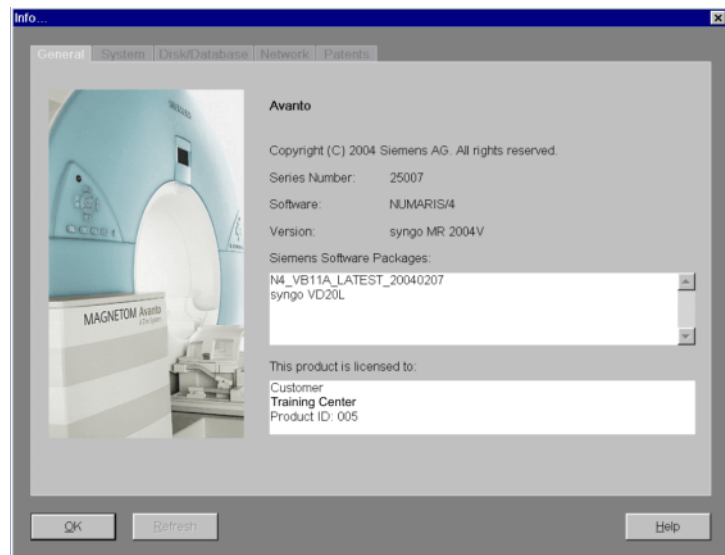 Info...
General System Disk/Database Network Patents
Avanto
Copyright (C) 2004 Siemens AG. All rights reserved.
Series Number: 25007
Software: NUMARIS/4
Version: syngo MR 2004V
Siemens Software Packages:
N4_VB11A_LATEST_20040207
syngo VD20L
This product is licensed to:
Customer
Training Center
Product ID: 005
SIEMENS
MAGNETOM Avanto
OK Refresh Help